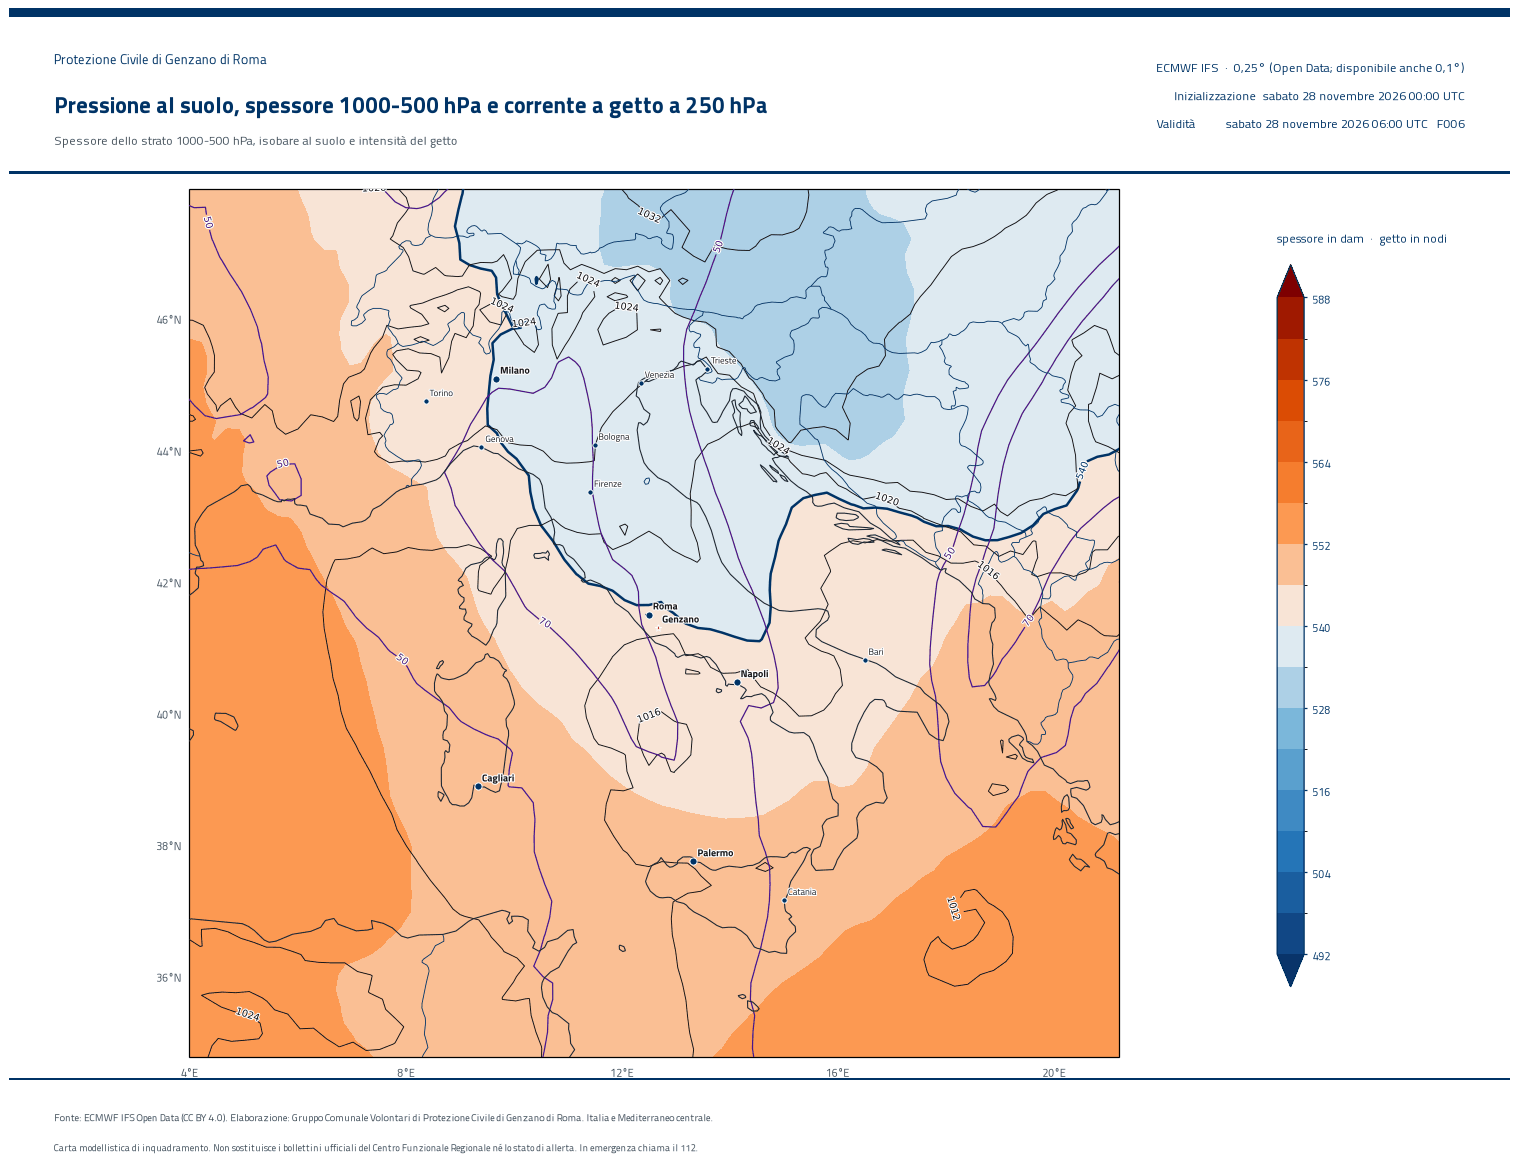 Protezione Civile di Genzano di Roma
Pressione al suolo, spessore 1000-500 hPa e corrente a getto a 250 hPa
Spessore dello strato 1000-500 hPa, isobare al suolo e intensità del getto
ECMWF IFS · 0,25° (Open Data; disponibile anche 0,1°)
Inizializzazione sabato 28 novembre 2026 00:00 UTC
Validità sabato 28 novembre 2026 06:00 UTC F006
spessore in dam · getto in nodi
588
576
564
552
540
528
516
504
492
46°N
44°N
42°N
40°N
38°N
36°N
4°E
8°E
12°E
16°E
20°E
50
1032
50
1024
1024
1024
1024
Milano
Trieste
Venezia
Torino
Genova
Bologna
1024
50
540
Firenze
1020
50
1016
Roma
Genzano
70
70
50
Bari
Napoli
1016
Cagliari
Palermo
Catania
1012
1024
Fonte: ECMWF IFS Open Data (CC BY 4.0). Elaborazione: Gruppo Comunale Volontari di Protezione Civile di Genzano di Roma. Italia e Mediterraneo centrale.
Carta modellistica di inquadramento. Non sostituisce i bollettini ufficiali del Centro Funzionale Regionale né lo stato di allerta. In emergenza chiama il 112.